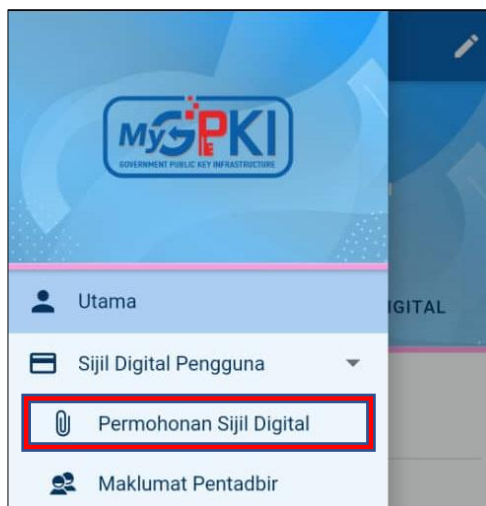 MyGPKI
GOVERNMENT PUBLIC KEY INFRASTRUCTURE
Utama
IGITAL
Sijil Digital Pengguna
Permohonan Sijil Digital
Maklumat Pentadbir